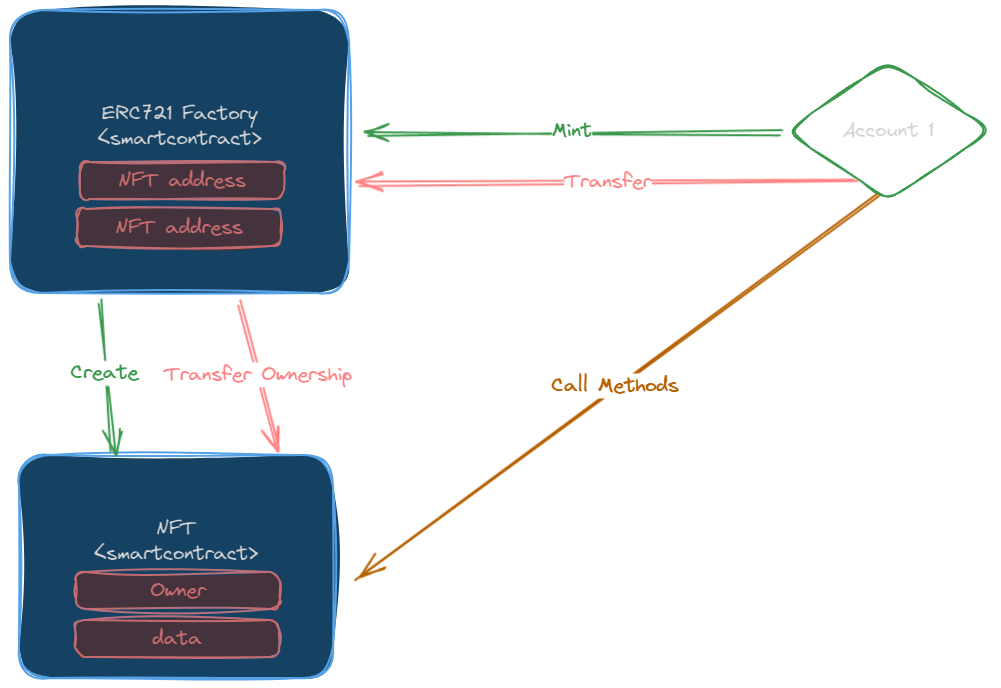 ERC721 Factory
<smartcontract>
NFT address
NFT address
Mint
Account 1
Transfer
Create
Transfer Ownership
Call Methods
NFT
<smartcontract>
Owner
data